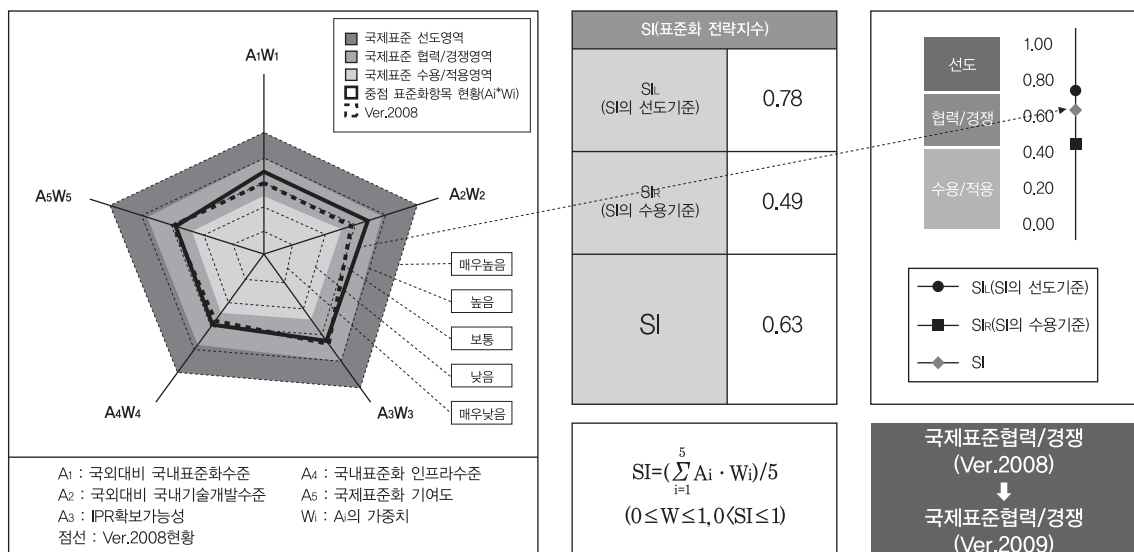 국제표준 선도영역
국제표준 협력/경쟁영역
국제표준 수용/적용영역
중점 표준화항목 현황(Ai*Wi)
Ver.2008
A₁W₁
A₂W₂
A₃W₃
A₄W₄
A₅W₅
매우높음
높음
보통
낮음
매우낮음
A₁ : 국외대비 국내표준화수준
A₂ : 국외대비 국내기술개발수준
A₃ : IPR확보가능성
점선 : Ver.2008현황
A₄ : 국내표준화 인프라수준
A₅ : 국제표준화 기여도
Wᵢ : Aᵢ의 가중치
SI(표준화 전략지수)
SIL
(SI의 선도기준)
0.78
SIR
(SI의 수용기준)
0.49
SI
0.63
SI=(∑ Ai · Wi)/5
5
i=1
(0≤W≤1, 0<SI≤1)
선도
협력/경쟁
수용/적용
1.00
0.80
0.60
0.40
0.20
0.00
SIL(SI의 선도기준)
SIR(SI의 수용기준)
SI
국제표준협력/경쟁
(Ver.2008)
국제표준협력/경쟁
(Ver.2009)